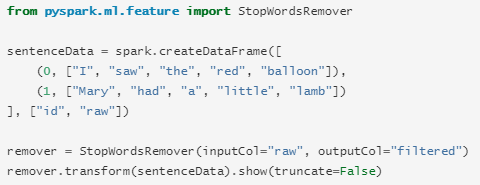 from pyspark.ml.feature import StopWordsRemover

sentenceData = spark.createDataFrame([
    (0, ["I", "saw", "the", "red", "balloon"]),
    (1, ["Mary", "had", "a", "little", "lamb"])
], ["id", "raw"])

remover = StopWordsRemover(inputCol="raw", outputCol="filtered")
remover.transform(sentenceData).show(truncate=False)